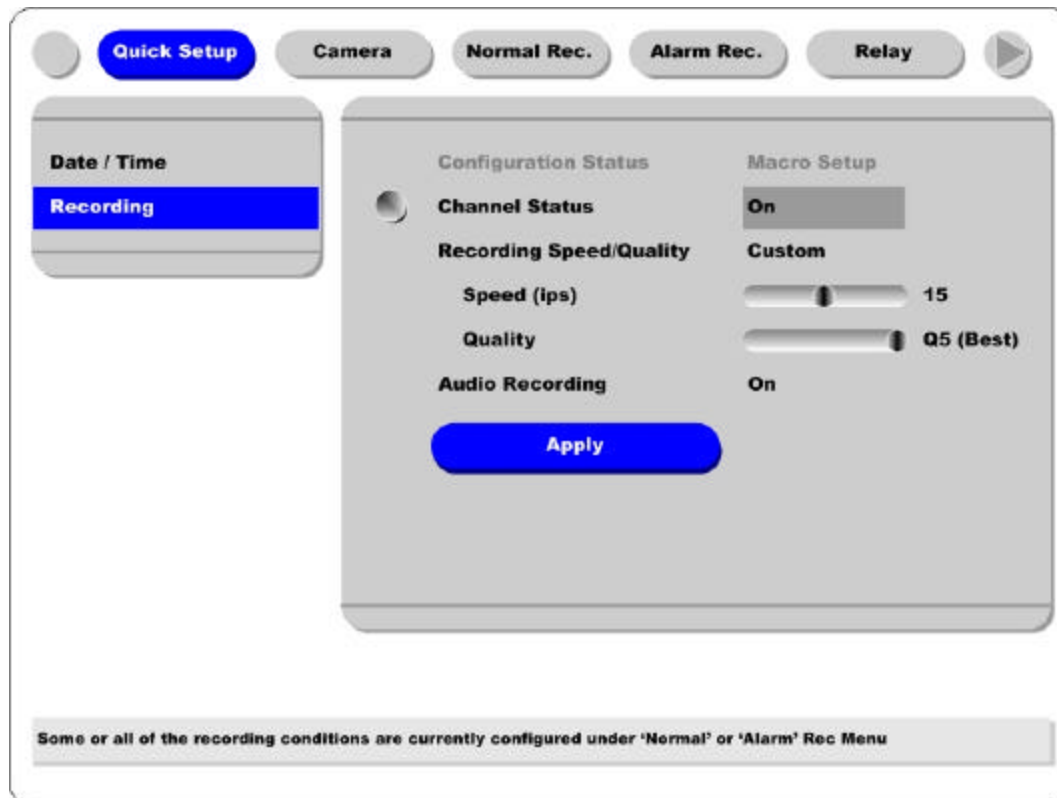 Quick Setup Camera Normal Rec. Alarm Rec. Relay
Date / Time
Recording
Configuration Status Macro Setup
Channel Status On
Recording Speed/Quality Custom
Speed (ips) 15
Quality Q5 (Best)
Audio Recording On
Apply
Some or all of the recording conditions are currently configured under ‘Normal’ or ‘Alarm’ Rec Menu